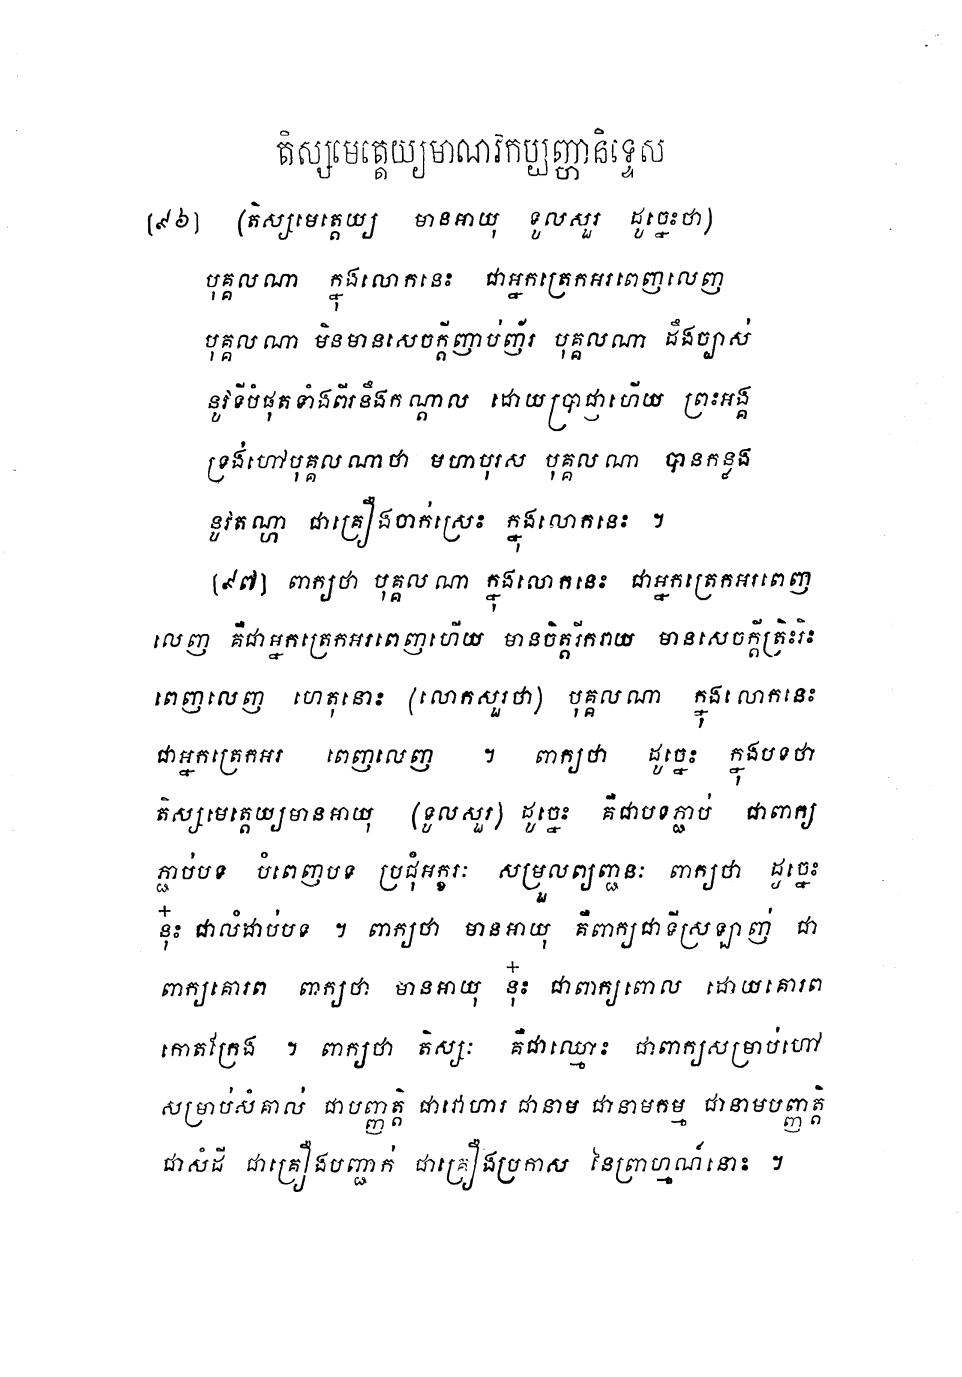 តិស្សមេត្តេយ្យមាណវិកប្បញ្ហានិទ្ទេស
[៩៦] (តិស្សមេត្តេយ្យ មានអាយុ ទូលសួរ ដូច្នេះថា)
បុគ្គលណា ក្នុងលោកនេះ ជាអ្នកត្រេកអរពេញលេញ
បុគ្គលណា មិនមានសេចក្តីញាប់ញ័រ បុគ្គលណា ដឹងច្បាស់
នូវទីបំផុតទាំងពីរនឹងកណ្តាល ដោយប្រាជ្ញាហើយ ព្រះអង្គ
ទ្រង់ហៅបុគ្គលណាថា មហាបុរស បុគ្គលណា បានកន្លង
នូវតណ្ហា ជាគ្រឿងចាក់ស្រេះ ក្នុងលោកនេះ ។
[៩៧] ពាក្យថា បុគ្គលណា ក្នុងលោកនេះ ជាអ្នកត្រេកអរពេញ
លេញ គឺជាអ្នកត្រេកអរពេញហើយ មានចិត្តរីករាយ មានសេចក្តីត្រិះរិះ
ពេញលេញ ហេតុនោះ (លោកសួរថា) បុគ្គលណា ក្នុងលោកនេះ
ជាអ្នកត្រេកអរ ពេញលេញ ។ ពាក្យថា ដូច្នេះ ក្នុងបទថា
តិស្សមេត្តេយ្យមានអាយុ (ទូលសួរ) ដូច្នេះ គឺជាបទភ្ជាប់ ជាពាក្យ
ភ្ជាប់បទ បំពេញបទ ប្រជុំអក្ខរៈ សម្រួលព្យញ្ជនៈ ពាក្យថា ដូច្នេះ
នុ៎ះ ជាលំដាប់បទ ។ ពាក្យថា មានអាយុ គឺពាក្យជាទីស្រឡាញ់ ជា
ពាក្យគោរព ពាក្យថា មានអាយុ នុ៎ះ ជាពាក្យពោល ដោយគោរព
កោតក្រែង ។ ពាក្យថា តិស្សៈ គឺជាឈ្មោះ ជាពាក្យសម្រាប់ហៅ
សម្រាប់សំគាល់ ជាបញ្ញត្តិ ជាវោហារ ជានាម ជានាមកម្ម ជានាមបញ្ញត្តិ
ជាសំដី ជាគ្រឿងបញ្ជាក់ ជាគ្រឿងប្រកាស នៃព្រាហ្មណ៍នោះ ។